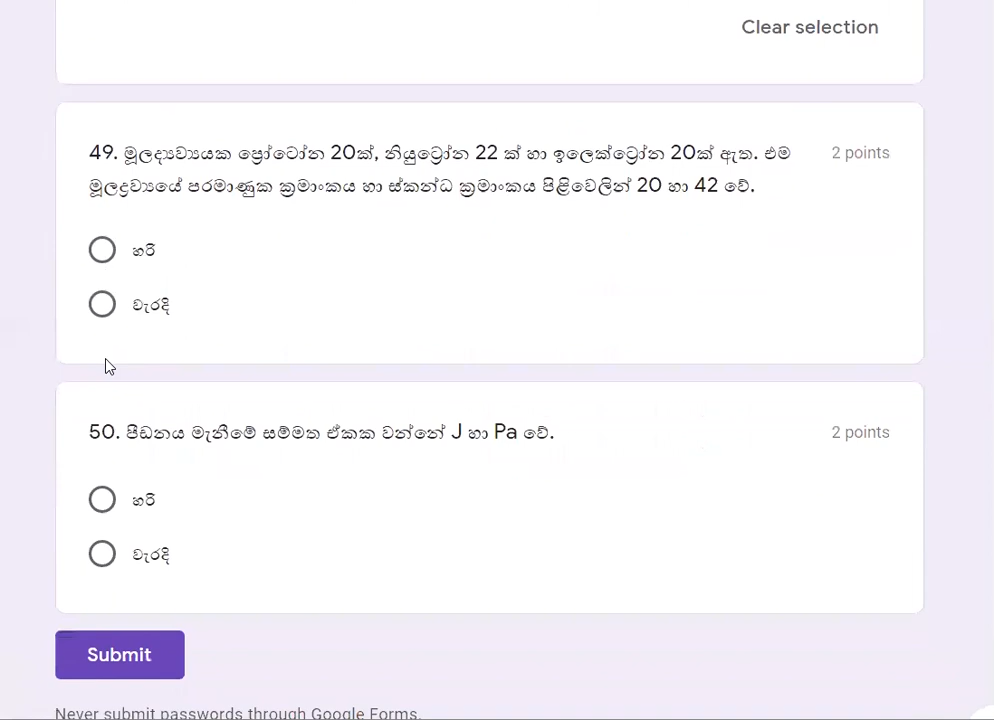 Clear selection
49. මූලද්‍රව්‍යයක ප්‍රෝටෝන 20ක්, නියුට්‍රෝන 22 ක් හා ඉලෙක්ට්‍රෝන 20ක් ඇත. එම
2 points
මූලද්‍රව්‍යයේ පරමාණුක ක්‍රමාංකය හා ස්කන්ධ ක්‍රමාංකය පිළිවෙලින් 20 හා 42 වේ.
හරි
වැරදි
50. පීඩනය මැනීමේ සම්මත ඒකක වන්නේ J හා Pa වේ.
2 points
හරි
වැරදි
Submit
Never submit passwords through Google Forms.